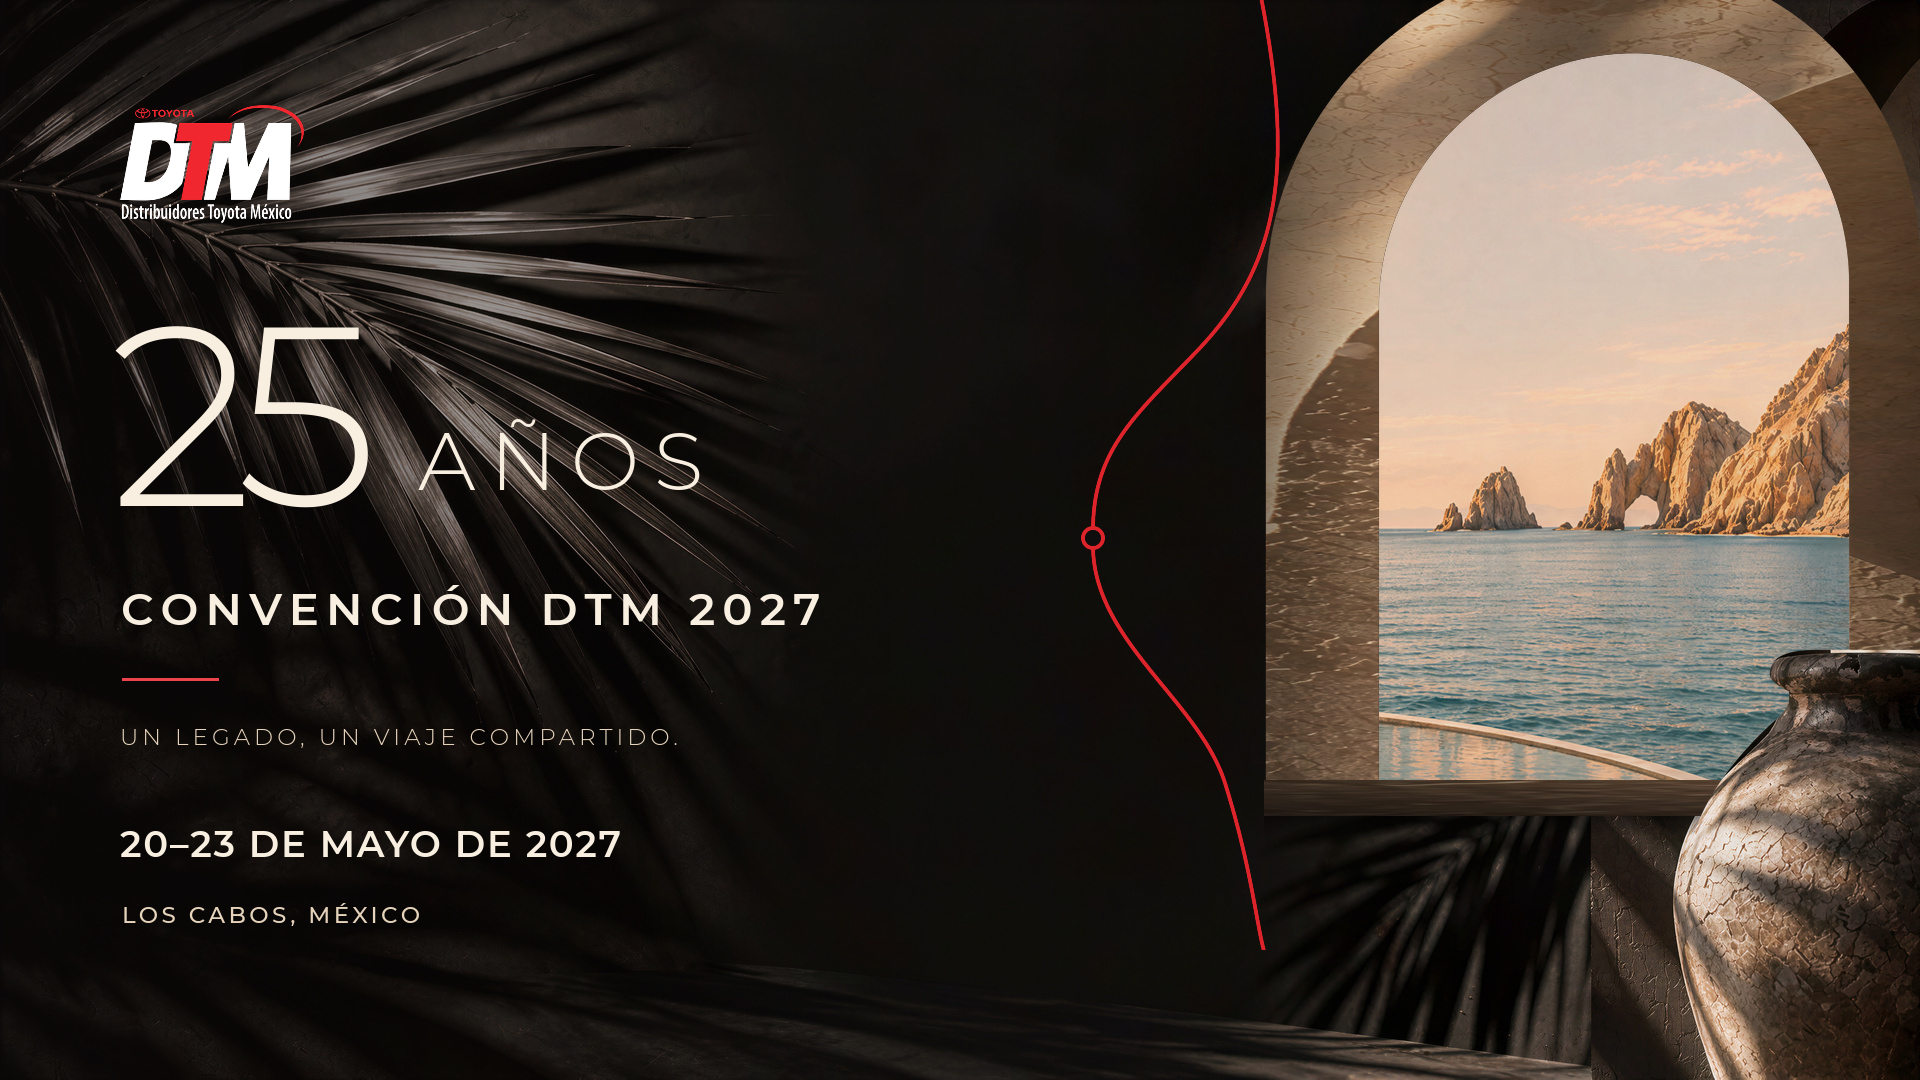 TOYOTA
DTM
Distribuidores Toyota México
25 AÑOS
CONVENCIÓN DTM 2027
UN LEGADO, UN VIAJE COMPARTIDO.
20–23 DE MAYO DE 2027
LOS CABOS, MÉXICO